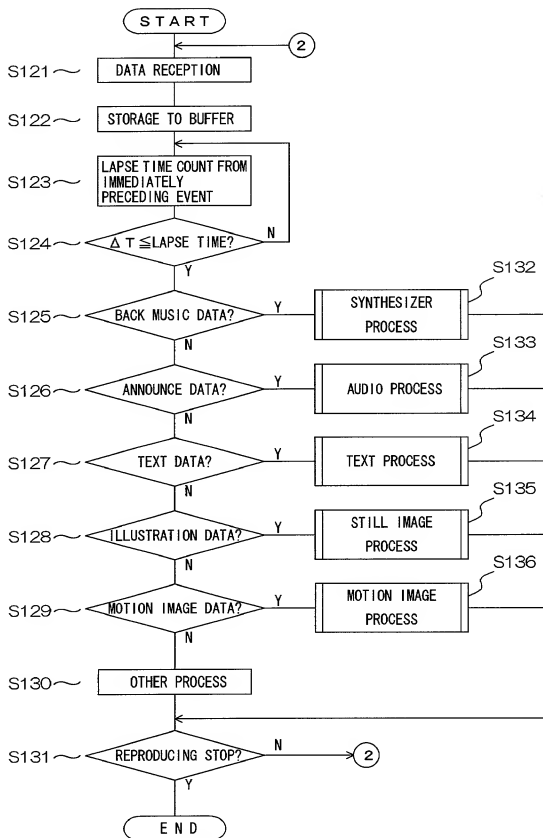 START
2
S121
DATA RECEPTION
S122
STORAGE TO BUFFER
S123
LAPSE TIME COUNT FROM
IMMEDIATELY
PRECEDING EVENT
S124
Δ T ≦ LAPSE TIME?
N
Y
S125
BACK MUSIC DATA?
Y
N
S132
SYNTHESIZER
PROCESS
S126
ANNOUNCE DATA?
Y
N
S133
AUDIO PROCESS
S127
TEXT DATA?
Y
N
S134
TEXT PROCESS
S128
ILLUSTRATION DATA?
Y
N
S135
STILL IMAGE
PROCESS
S129
MOTION IMAGE DATA?
Y
N
S136
MOTION IMAGE
PROCESS
S130
OTHER PROCESS
S131
REPRODUCING STOP?
N
2
Y
END